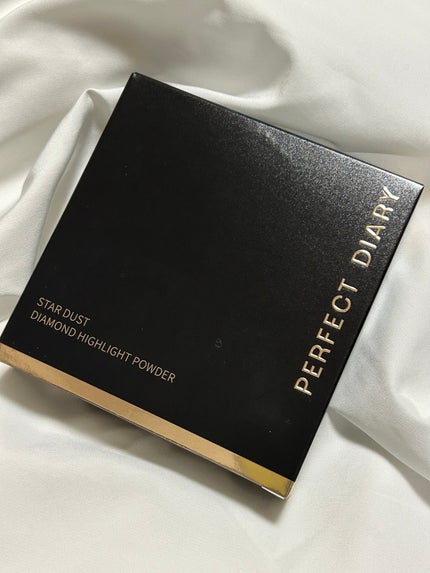 PERFECT DIARY
STAR DUST
DIAMOND HIGHLIGHT POWDER